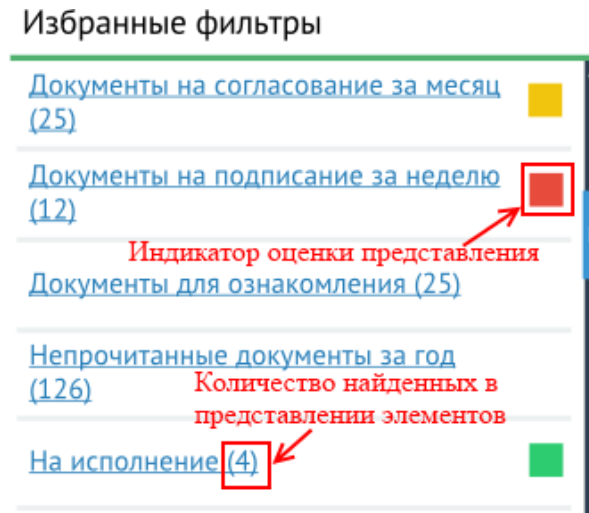 Избранные фильтры
Документы на согласование за месяц
(25)
Документы на подписание за неделю
(12)
Индикатор оценки представления
Документы для ознакомления (25)
Непрочитанные документы за год
(126)
Количество найденных в
представлении элементов
На исполнение (4)